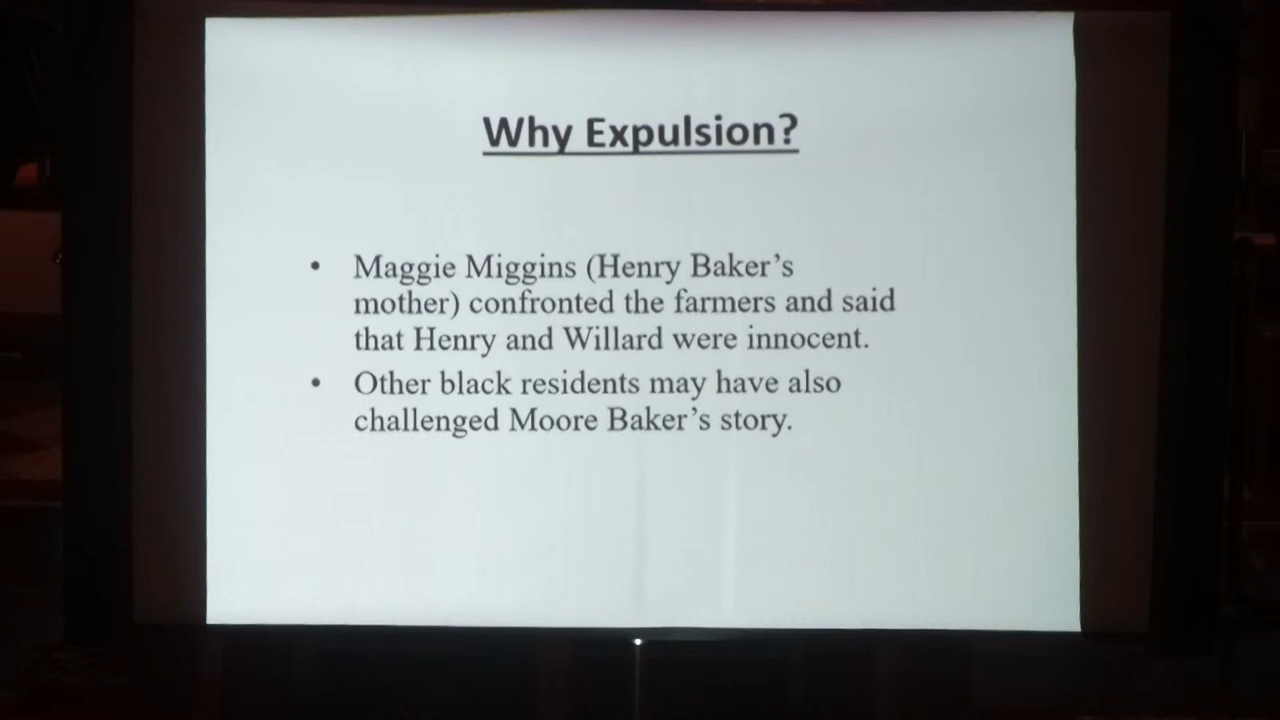 Why Expulsion?
• Maggie Miggins (Henry Baker’s
mother) confronted the farmers and said
that Henry and Willard were innocent.
• Other black residents may have also
challenged Moore Baker’s story.